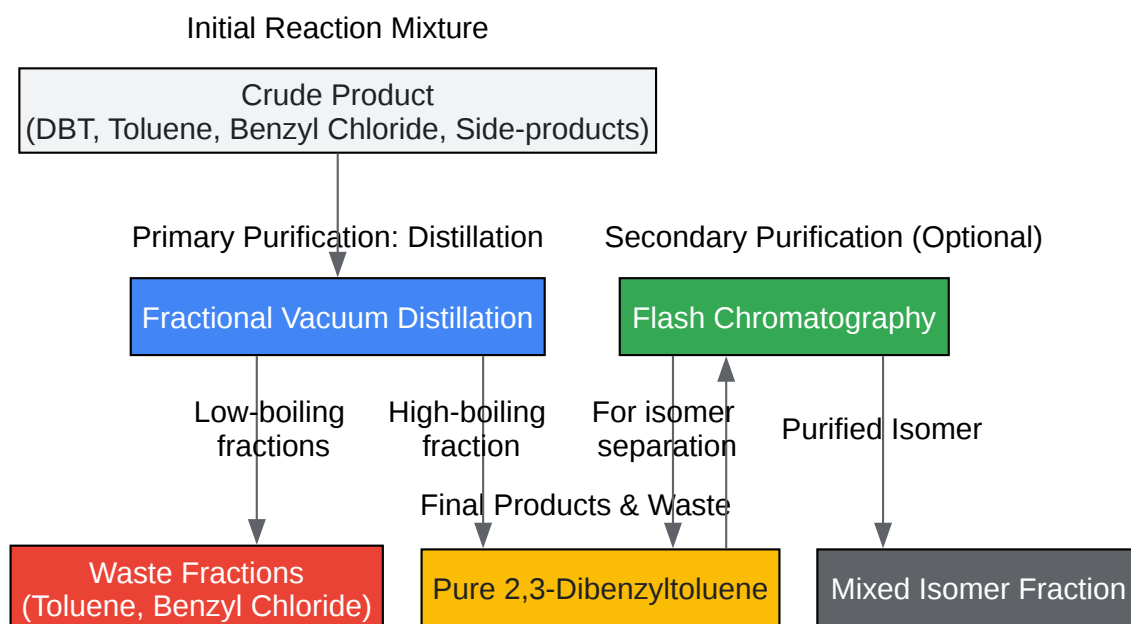 Initial Reaction Mixture
Crude Product
(DBT, Toluene, Benzyl Chloride, Side-products)
Primary Purification: Distillation
Secondary Purification (Optional)
Fractional Vacuum Distillation
Flash Chromatography
Low-boiling
fractions
High-boiling
fraction
For isomer
separation
Purified Isomer
Final Products & Waste
Waste Fractions
(Toluene, Benzyl Chloride)
Pure 2,3-Dibenzyltoluene
Mixed Isomer Fraction